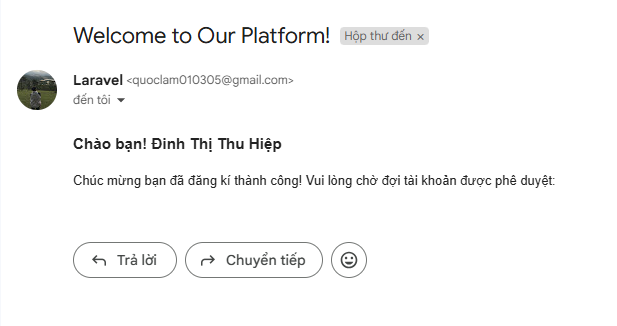 Welcome to Our Platform! Hộp thư đến ×
Laravel <quoclam010305@gmail.com>
đến tôi
Chào bạn! Đinh Thị Thu Hiệp
Chúc mừng bạn đã đăng kí thành công! Vui lòng chờ đợi tài khoản được phê duyệt:
Trả lời Chuyển tiếp